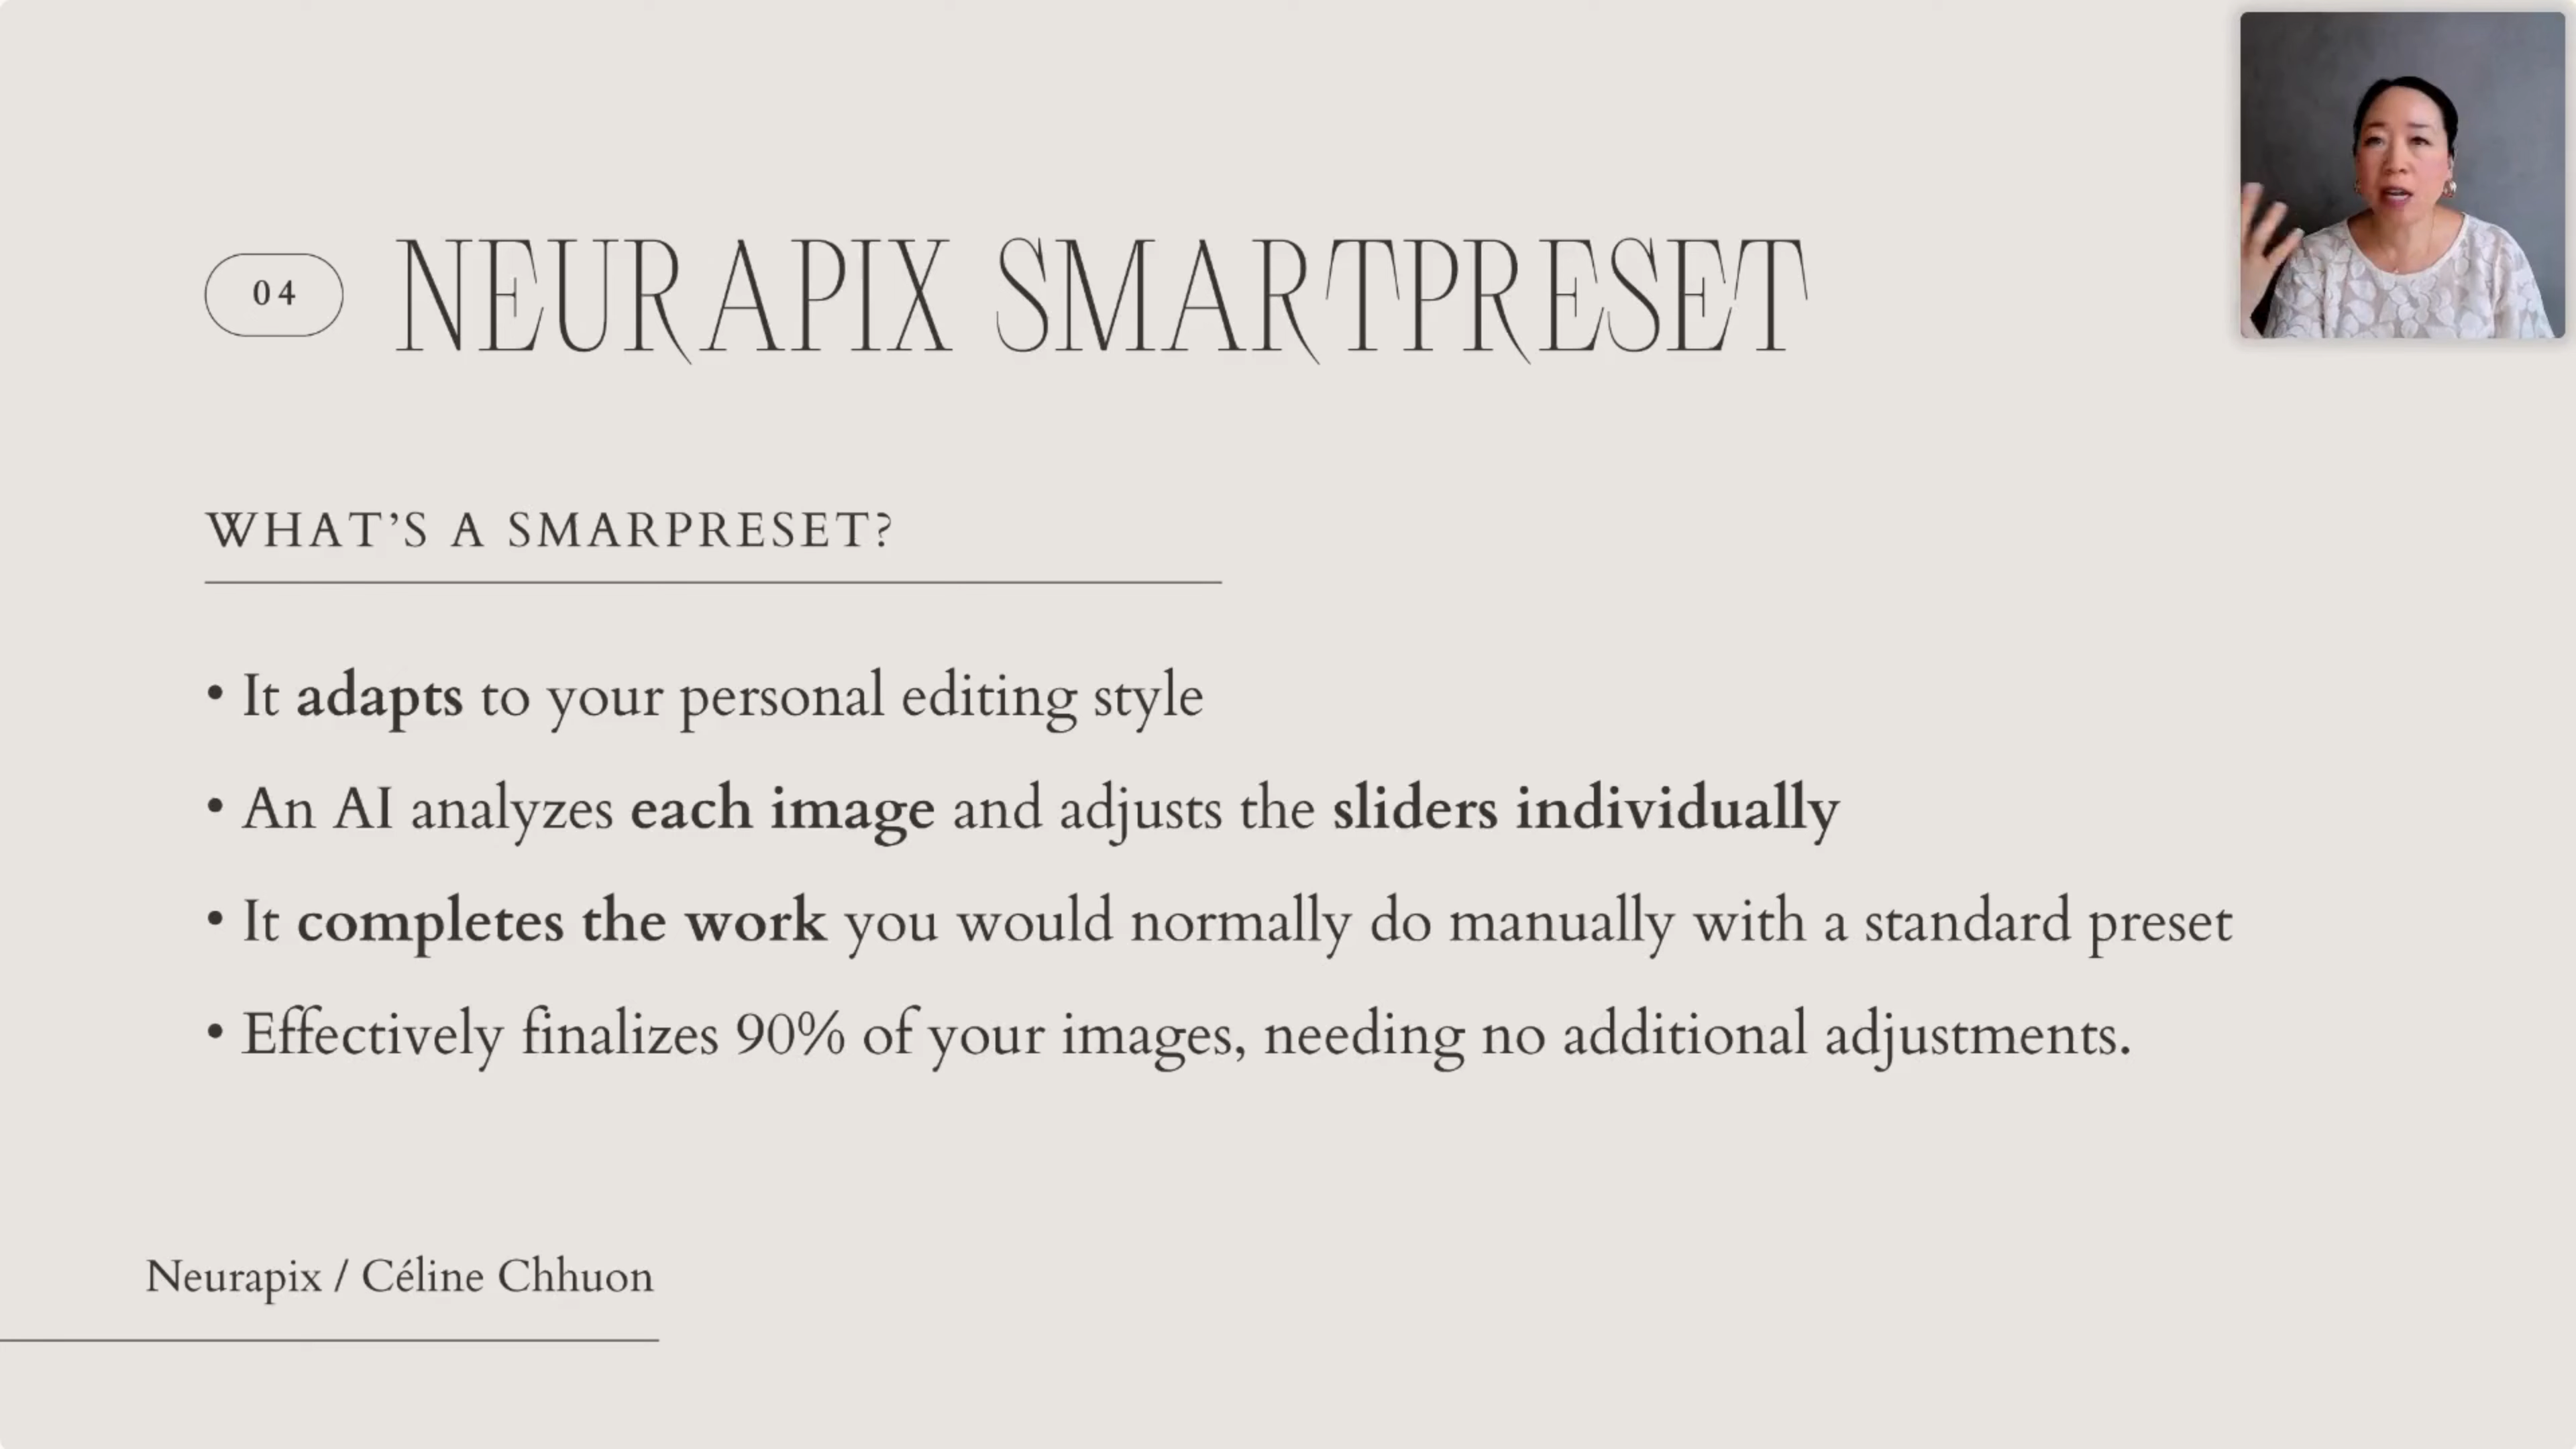 04 NEURAPIX SMARTPRESET
WHAT’S A SMARPRESET?
• It adapts to your personal editing style
• An AI analyzes each image and adjusts the sliders individually
• It completes the work you would normally do manually with a standard preset
• Effectively finalizes 90% of your images, needing no additional adjustments.
Neurapix / Céline Chhuon